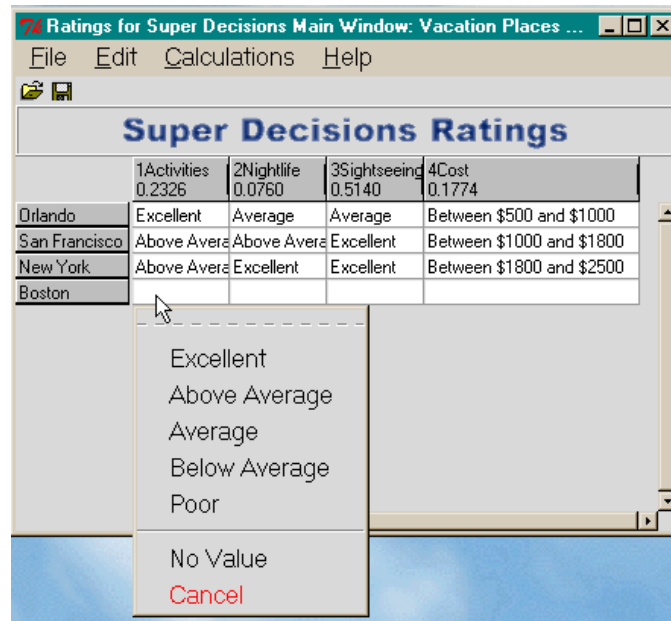 76 Ratings for Super Decisions Main Window: Vacation Places ...
File Edit Calculations Help
Super Decisions Ratings
1Activities 2Nightlife 3Sightseeing 4Cost
0.2326 0.0760 0.5140 0.1774
Orlando Excellent Average Average Between $500 and $1000
San Francisco Above Avera Above Avera Excellent Between $1000 and $1800
New York Above Avera Excellent Excellent Between $1800 and $2500
Boston
Excellent
Above Average
Average
Below Average
Poor
No Value
Cancel